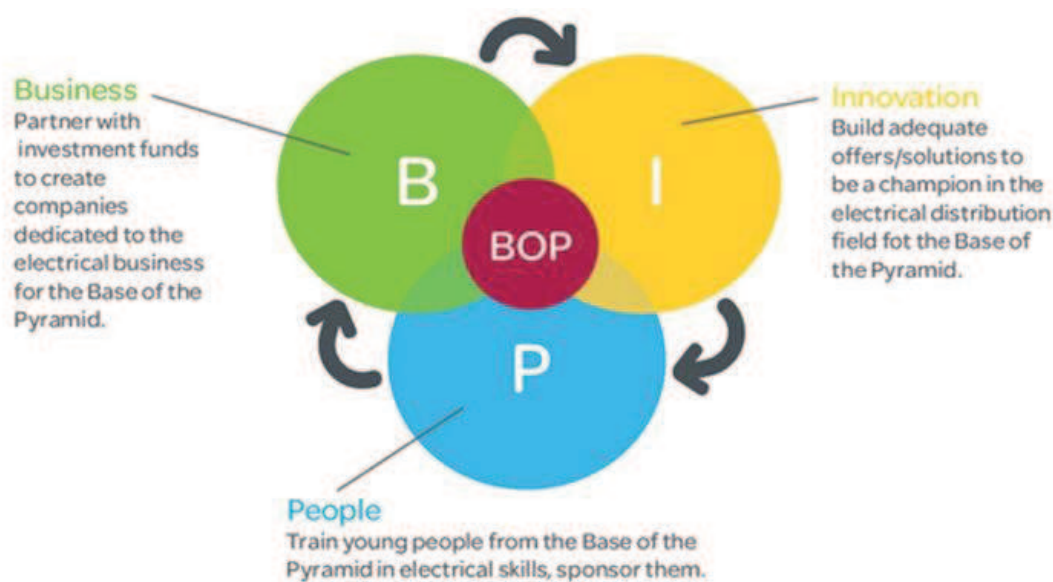 Business
Partner with
investment funds
to create
companies
dedicated to the
electrical business
for the Base of the
Pyramid.
B
I
BOP
P
Innovation
Build adequate
offers/solutions to
be a champion in the
electrical distribution
field fot the Base of
the Pyramid.
People
Train young people from the Base of the
Pyramid in electrical skills, sponsor them.